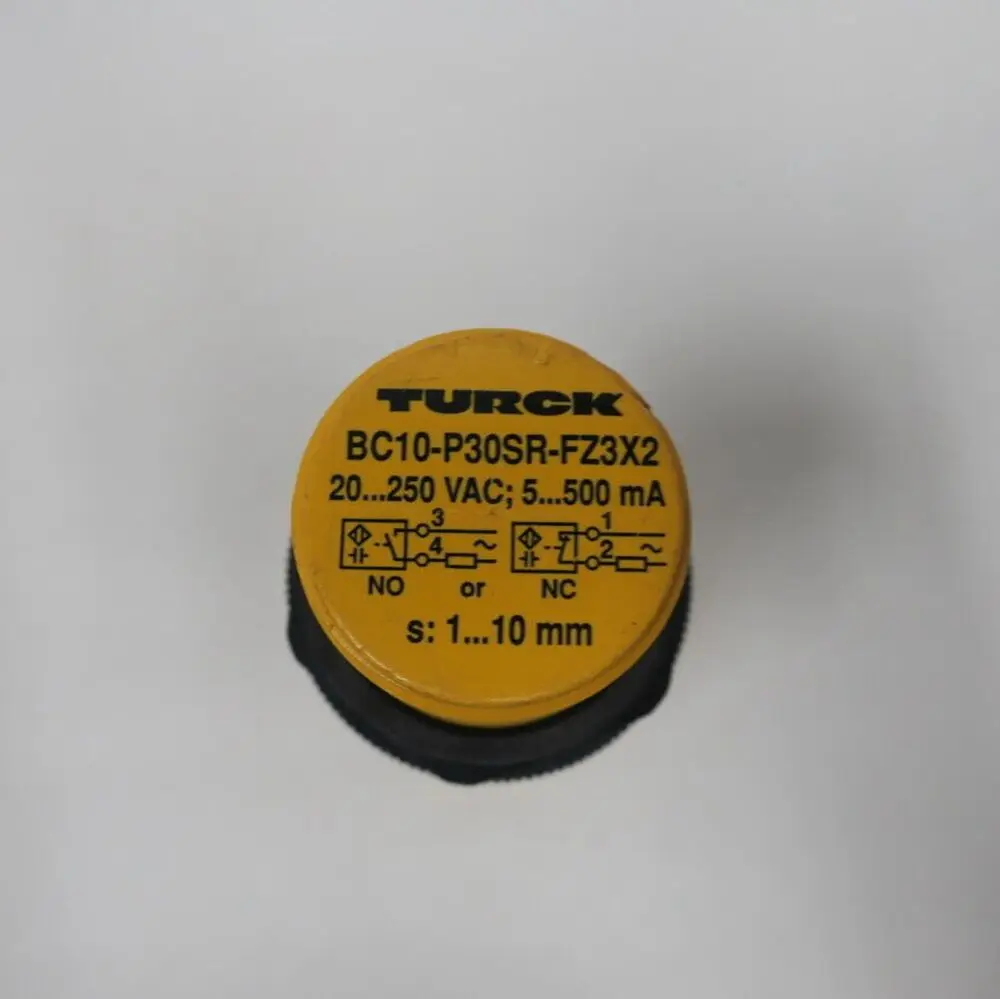 TURCK
BC10-P30SR-FZ3X2
20...250 VAC; 5...500 mA
3 1
4 ~ 2 ~
NO or NC
s: 1...10 mm